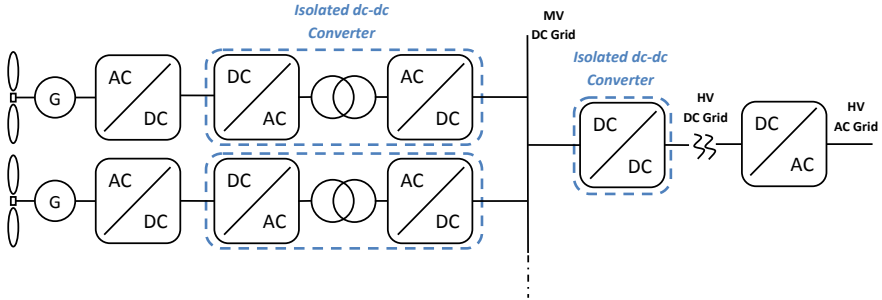 Isolated dc-dc
Converter
MV
DC Grid
Isolated dc-dc
Converter
HV
DC Grid
HV
AC Grid
G
AC
DC
DC
AC
AC
DC
DC
DC
DC
AC
G
AC
DC
DC
AC
AC
DC